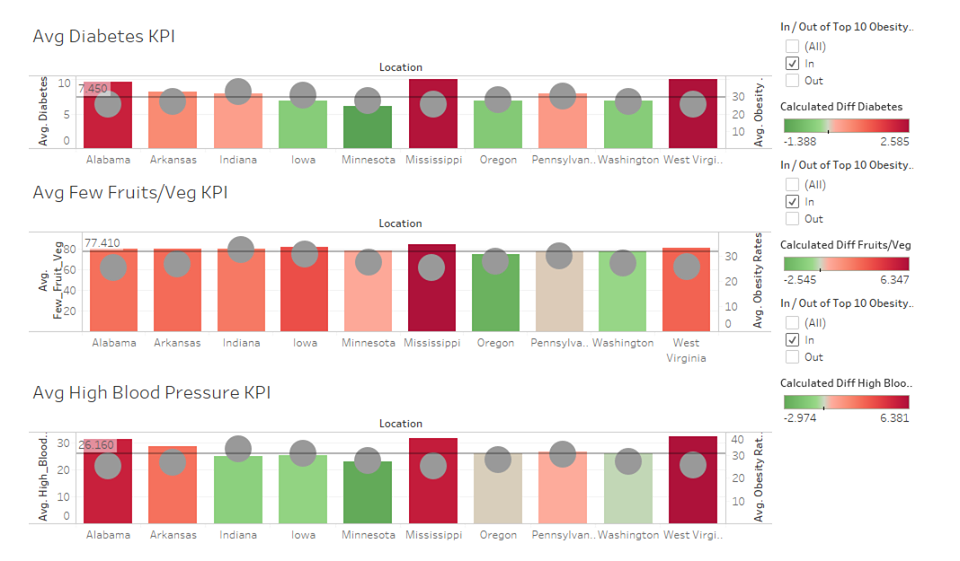 Avg Diabetes KPI
Location
Avg. Diabetes
10
5
0
7.450
30
20
10
Avg. Obesity .
Alabama
Arkansas
Indiana
Iowa
Minnesota
Mississippi
Oregon
Pennsylvan..
Washington
West Virgi..
Avg Few Fruits/Veg KPI
Location
Avg.
Few_Fruit_Veg
80
60
40
20
77.410
30
20
10
0
Avg. Obesity Rates
Alabama
Arkansas
Indiana
Iowa
Minnesota
Mississippi
Oregon
Pennsylva..
Washington
West
Virginia
Avg High Blood Pressure KPI
Location
Avg. High_Blood..
30
20
10
0
26.160
40
30
20
10
Avg. Obesity Rat..
Alabama
Arkansas
Indiana
Iowa
Minnesota
Mississippi
Oregon
Pennsylvan..
Washington
West Virgi..
In / Out of Top 10 Obesity..
(All)
In
Out
Calculated Diff Diabetes
-1.388 2.585
In / Out of Top 10 Obesity..
(All)
In
Out
Calculated Diff Fruits/Veg
-2.545 6.347
In / Out of Top 10 Obesity..
(All)
In
Out
Calculated Diff High Bloo..
-2.974 6.381